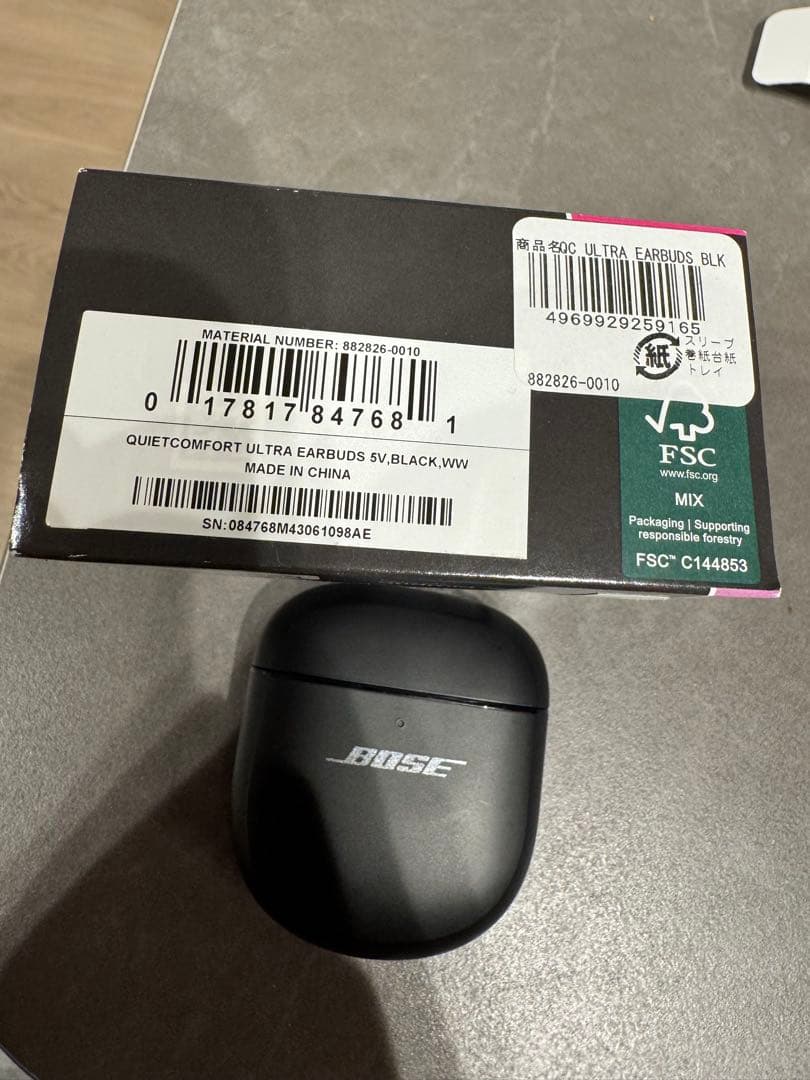 商品名QC ULTRA EARBUDS BLK
4969929259165
紙
スリーブ
巻紙台紙
トレイ
882826-0010
MATERIAL NUMBER: 882826-0010
0 17817 84768 1
QUIETCOMFORT ULTRA EARBUDS 5V,BLACK,WW
MADE IN CHINA
SN:084768M43061098AE
FSC
www.fsc.org
MIX
Packaging | Supporting
responsible forestry
FSC™ C144853
BOSE